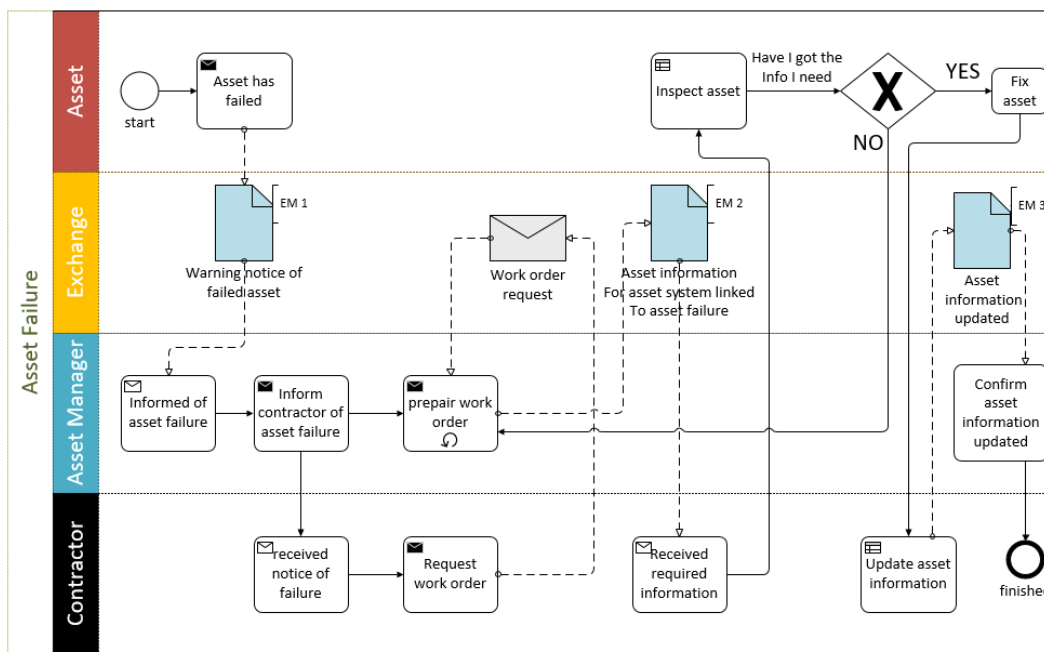 Asset Failure
Asset
start
Asset has
failed
Inspect asset
Have I got the
Info I need
X
YES
NO
Fix
asset
Exchange
EM 1
Warning notice of
failed asset
Work order
request
EM 2
Asset information
For asset system linked
To asset failure
EM 3
Asset
information
updated
Asset Manager
Informed of
asset failure
Inform
contractor of
asset failure
prepair work
order
Confirm
asset
information
updated
Contractor
received
notice of
failure
Request
work order
Received
required
information
Update asset
information
finished